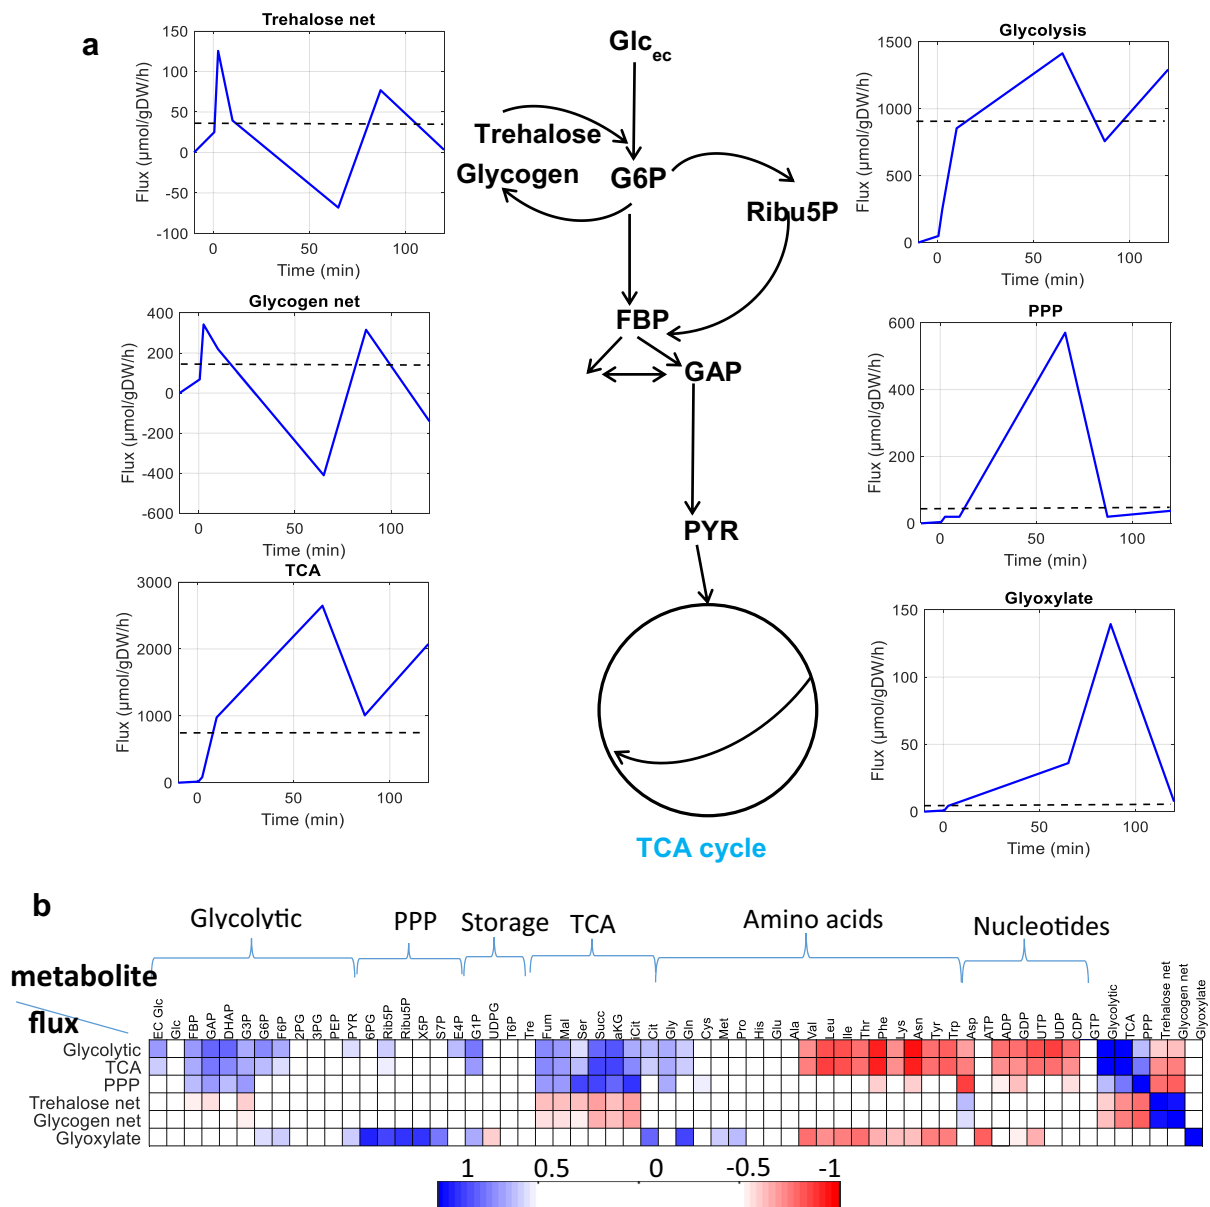 a
Trehalose net
Flux (µmol/gDW/h)
150
100
50
0
-50
-100
0 50 100
Time (min)
Glycogen net
Flux (µmol/gDW/h)
400
200
0
-200
-400
-600
0 50 100
Time (min)
TCA
Flux (µmol/gDW/h)
3000
2000
1000
0
0 50 100
Time (min)
Glc ec
Trehalose
Glycogen
G6P
Ribu5P
FBP
GAP
PYR
TCA cycle
Glycolysis
Flux (µmol/gDW/h)
1500
1000
500
0
0 50 100
Time (min)
PPP
Flux (µmol/gDW/h)
600
400
200
0
0 50 100
Time (min)
Glyoxylate
Flux (µmol/gDW/h)
150
100
50
0
0 50 100
Time (min)
b
Glycolytic PPP Storage TCA Amino acids Nucleotides
metabolite
flux
EC Glc
Glc
FBP
GAP
DHAP
G3P
G6P
F6P
2PG
3PG
PEP
PYR
6PG
Rib5P
Ribu5P
X5P
S7P
E4P
G1P
UDPG
T6P
Tre
Fum
Mal
Ser
Succ
aKG
iCit
Cit
Gly
Gln
Cys
Met
Pro
His
Glu
Ala
Val
Leu
Ile
Thr
Phe
Lys
Asn
Tyr
Trp
Asp
ATP
ADP
GDP
UTP
UDP
CDP
GTP
Glycolytic
TCA
PPP
Trehalose net
Glycogen net
Glyoxylate
Glycolytic
TCA
PPP
Trehalose net
Glycogen net
Glyoxylate
1 0.5 0 -0.5 -1